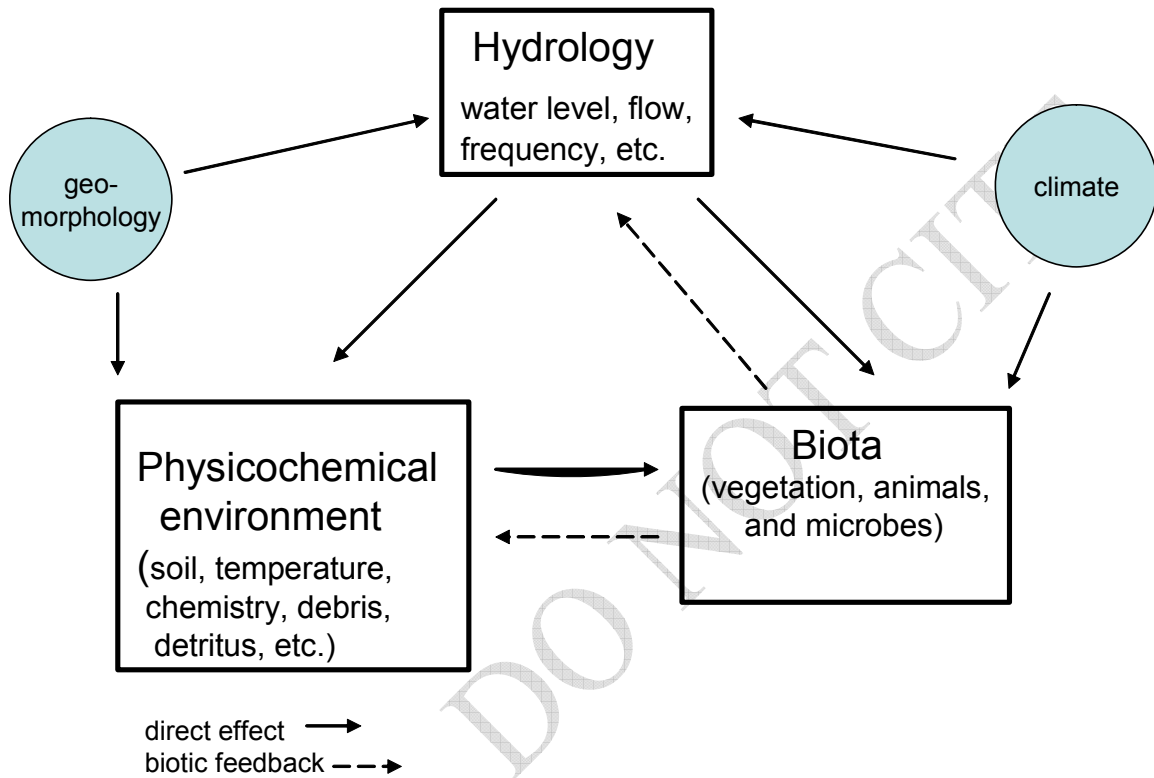 Hydrology
water level, flow,
frequency, etc.
geo-
morphology
climate
Physicochemical
environment
(soil, temperature,
chemistry, debris,
detritus, etc.)
Biota
(vegetation, animals,
and microbes)
direct effect
biotic feedback
DO NOT CITE